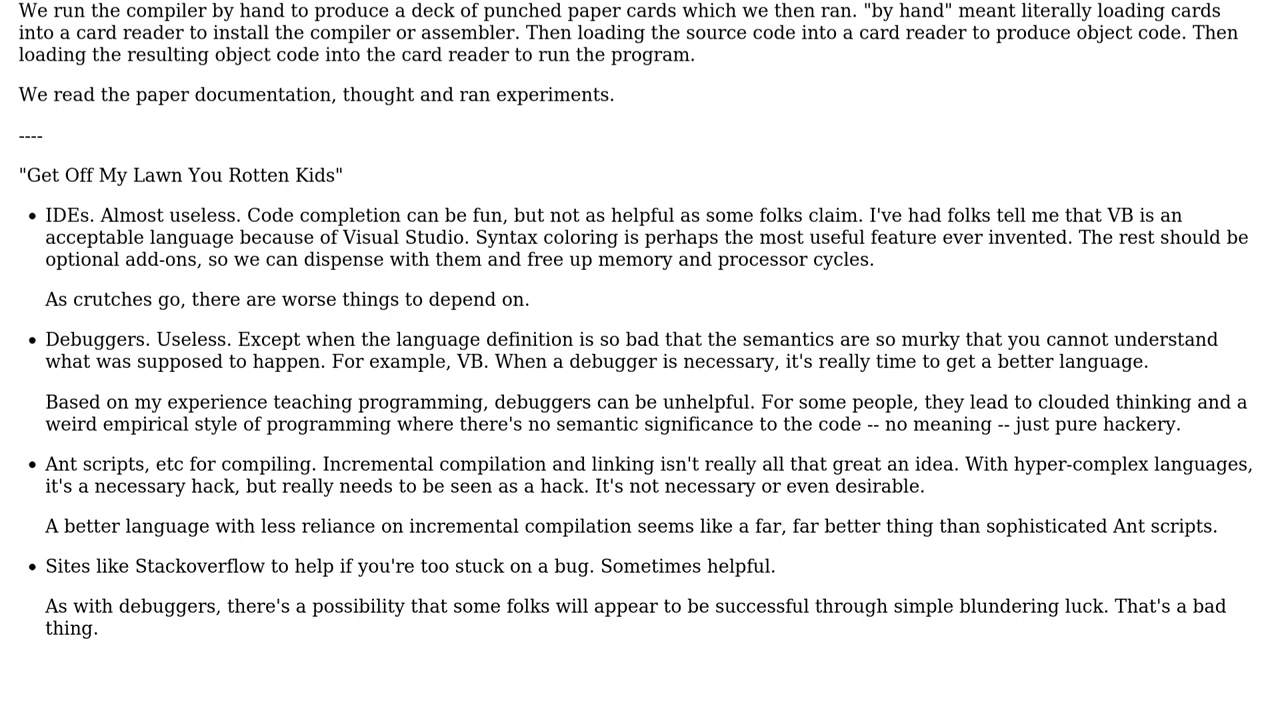 We run the compiler by hand to produce a deck of punched paper cards which we then ran. "by hand" meant literally loading cards
into a card reader to install the compiler or assembler. Then loading the source code into a card reader to produce object code. Then
loading the resulting object code into the card reader to run the program.
We read the paper documentation, thought and ran experiments.
----
"Get Off My Lawn You Rotten Kids"
• IDEs. Almost useless. Code completion can be fun, but not as helpful as some folks claim. I've had folks tell me that VB is an
acceptable language because of Visual Studio. Syntax coloring is perhaps the most useful feature ever invented. The rest should be
optional add-ons, so we can dispense with them and free up memory and processor cycles.
As crutches go, there are worse things to depend on.
• Debuggers. Useless. Except when the language definition is so bad that the semantics are so murky that you cannot understand
what was supposed to happen. For example, VB. When a debugger is necessary, it's really time to get a better language.
Based on my experience teaching programming, debuggers can be unhelpful. For some people, they lead to clouded thinking and a
weird empirical style of programming where there's no semantic significance to the code -- no meaning -- just pure hackery.
• Ant scripts, etc for compiling. Incremental compilation and linking isn't really all that great an idea. With hyper-complex languages,
it's a necessary hack, but really needs to be seen as a hack. It's not necessary or even desirable.
A better language with less reliance on incremental compilation seems like a far, far better thing than sophisticated Ant scripts.
• Sites like Stackoverflow to help if you're too stuck on a bug. Sometimes helpful.
As with debuggers, there's a possibility that some folks will appear to be successful through simple blundering luck. That's a bad
thing.